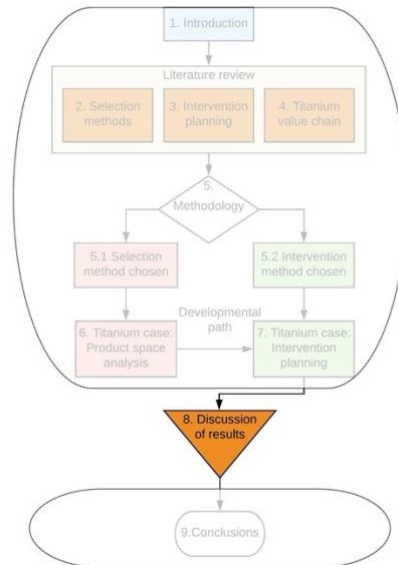 1. Introduction
Literature review
2. Selection
methods
3. Intervention
planning
4. Titanium
value chain
5.
Methodology
5.1 Selection
method chosen
5.2 Intervention
method chosen
Developmental
path
6. Titanium case:
Product space
analysis
7. Titanium case:
Intervention
planning
8. Discussion
of results
9.Conclusions